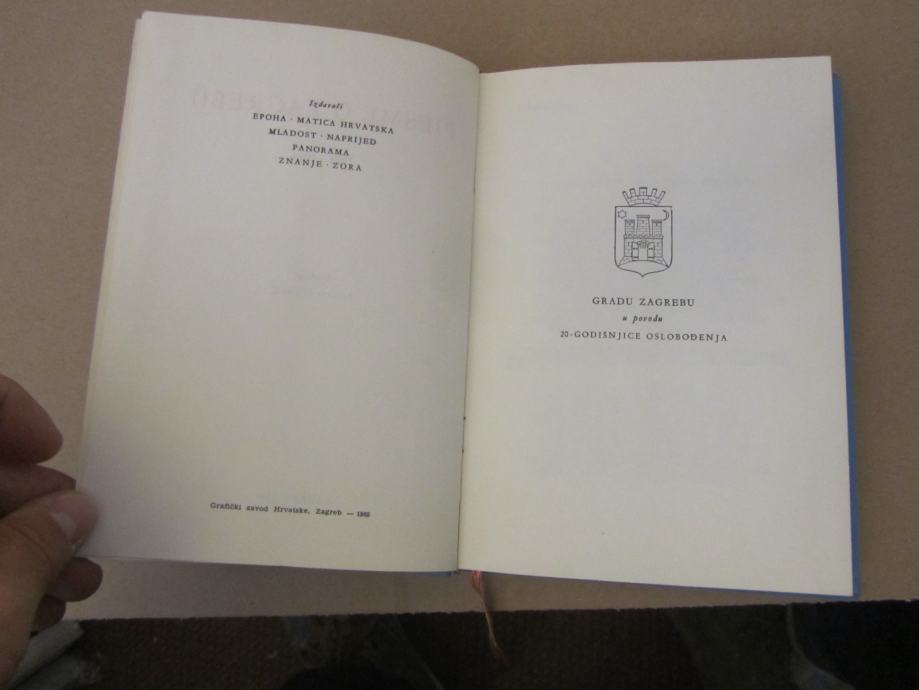 Izdavači
EPOHA · MATICA HRVATSKA
MLADOST · NAPRIJED
PANORAMA
ZNANJE · ZORA
Grafički zavod Hrvatske, Zagreb — 1965
GRADU ZAGREBU
u povodu
20-GODIŠNJICE OSLOBOĐENJA